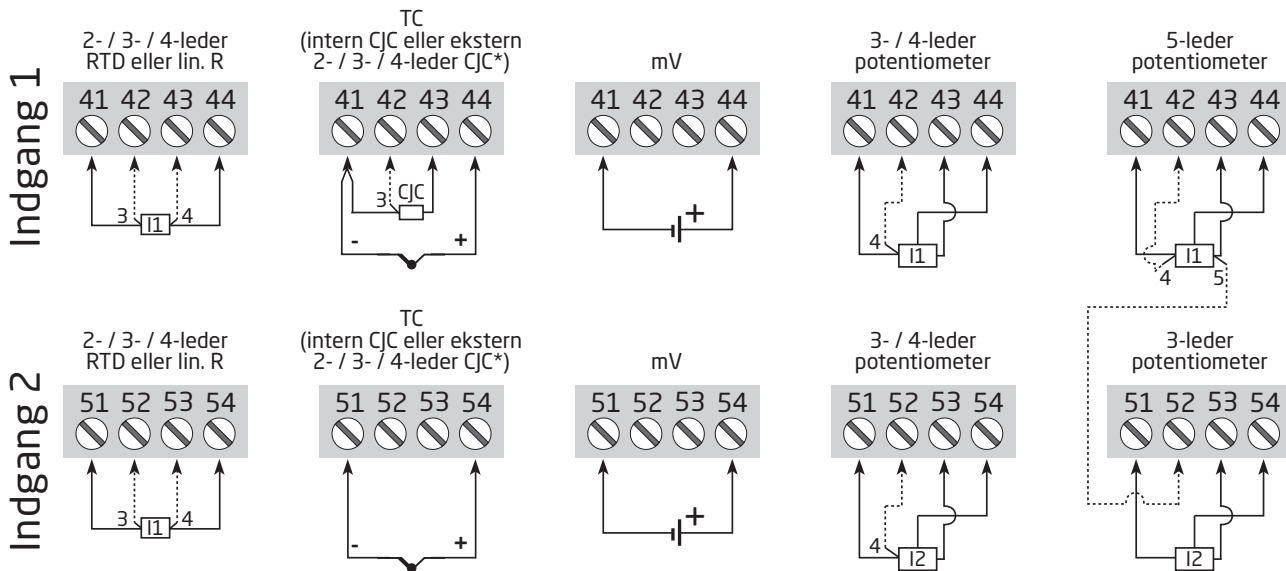 Indgang 1
2- / 3- / 4-leder
RTD eller lin. R
41 42 43 44
3 I1 4
TC
(intern CJC eller ekstern
2- / 3- / 4-leder CJC*)
41 42 43 44
3 CJC
- +
mV
41 42 43 44
+
3- / 4-leder
potentiometer
41 42 43 44
4 I1
5-leder
potentiometer
41 42 43 44
I1
4 5
Indgang 2
2- / 3- / 4-leder
RTD eller lin. R
51 52 53 54
3 I1 4
TC
(intern CJC eller ekstern
2- / 3- / 4-leder CJC*)
51 52 53 54
- +
mV
51 52 53 54
+
3- / 4-leder
potentiometer
51 52 53 54
4 I2
3-leder
potentiometer
51 52 53 54
I2